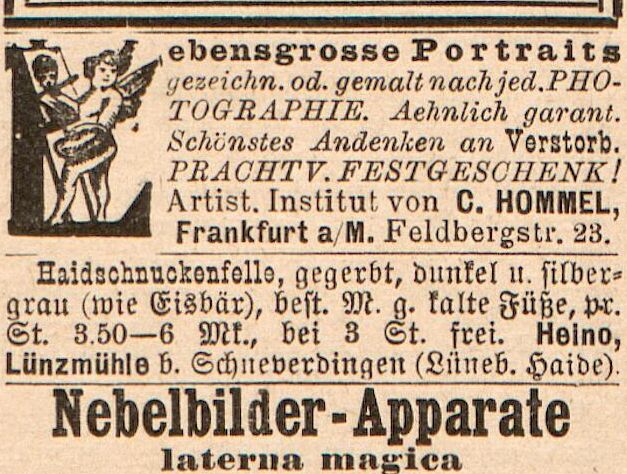 Lebensgrosse Portraits
gezeichn. od. gemalt nach jed. PHO-
TOGRAPHIE. Aehnlich garant.
Schönstes Andenken an Verstorb.
PRACHTV. FESTGESCHENK!
Artist. Institut von C. HOMMEL,
Frankfurt a/M. Feldbergstr. 23.
Haidschnuckenfelle, gegerbt, dunkel u. silber-
grau (wie Eisbär), best. M. g. kalte Füße, pr.
St. 3.50—6 Mk., bei 3 St. frei. Heino,
Lünzmühle b. Schneverdingen (Lüneb. Haide).
Nebelbilder-Apparate
laterna magica